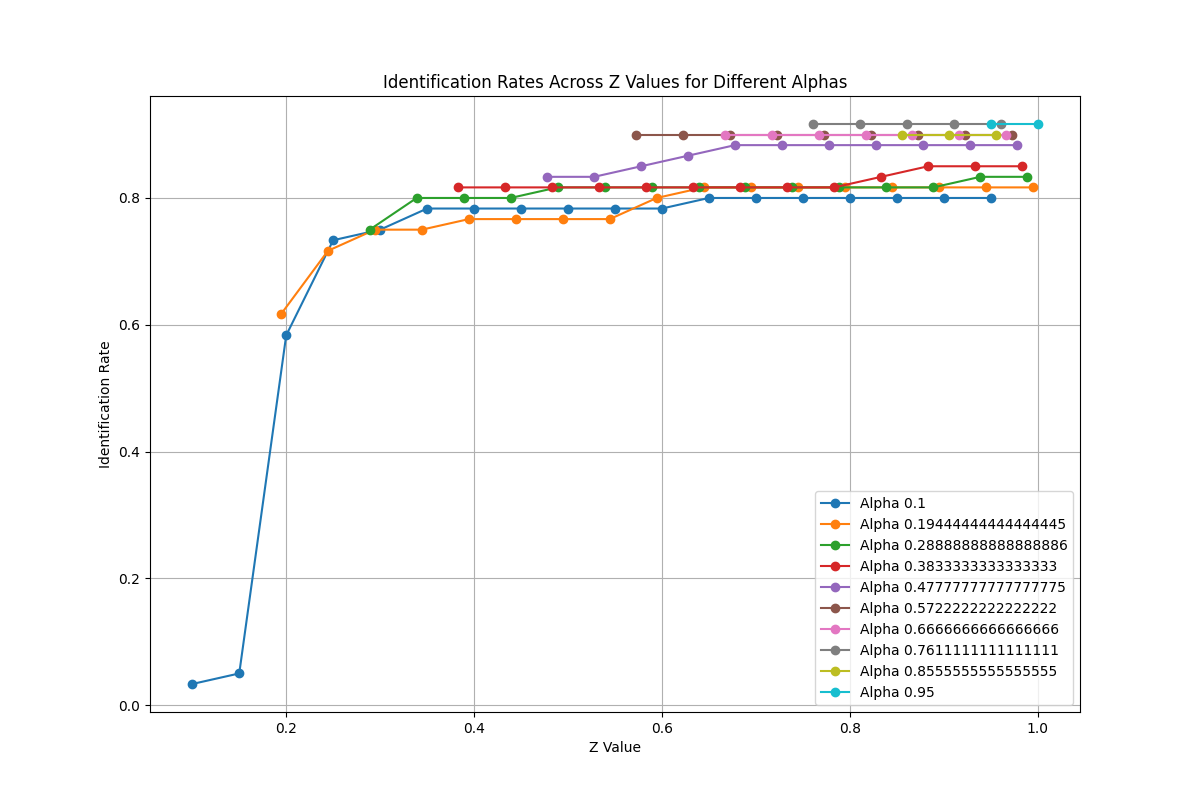 Identification Rates Across Z Values for Different Alphas
Identification Rate
0.8
0.6
0.4
0.2
0.0
0.2 0.4 0.6 0.8 1.0
Z Value
Alpha 0.1
Alpha 0.19444444444444445
Alpha 0.28888888888888886
Alpha 0.3833333333333333
Alpha 0.47777777777777775
Alpha 0.5722222222222222
Alpha 0.6666666666666666
Alpha 0.7611111111111111
Alpha 0.8555555555555555
Alpha 0.95